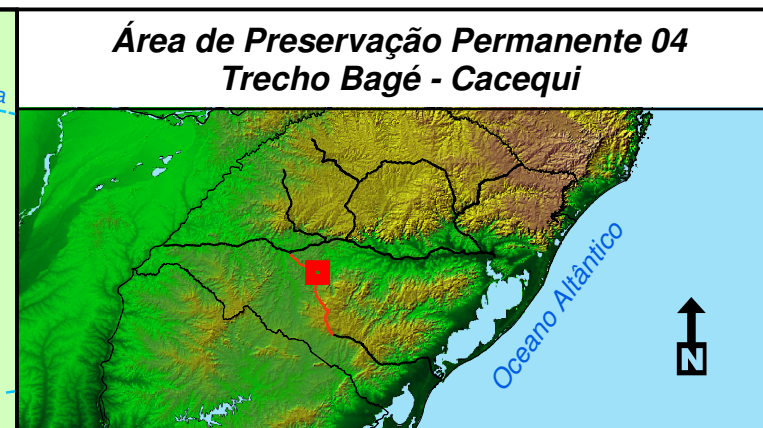 Área de Preservação Permanente 04
Trecho Bagé - Cacequi
a
Oceano Altântico
N